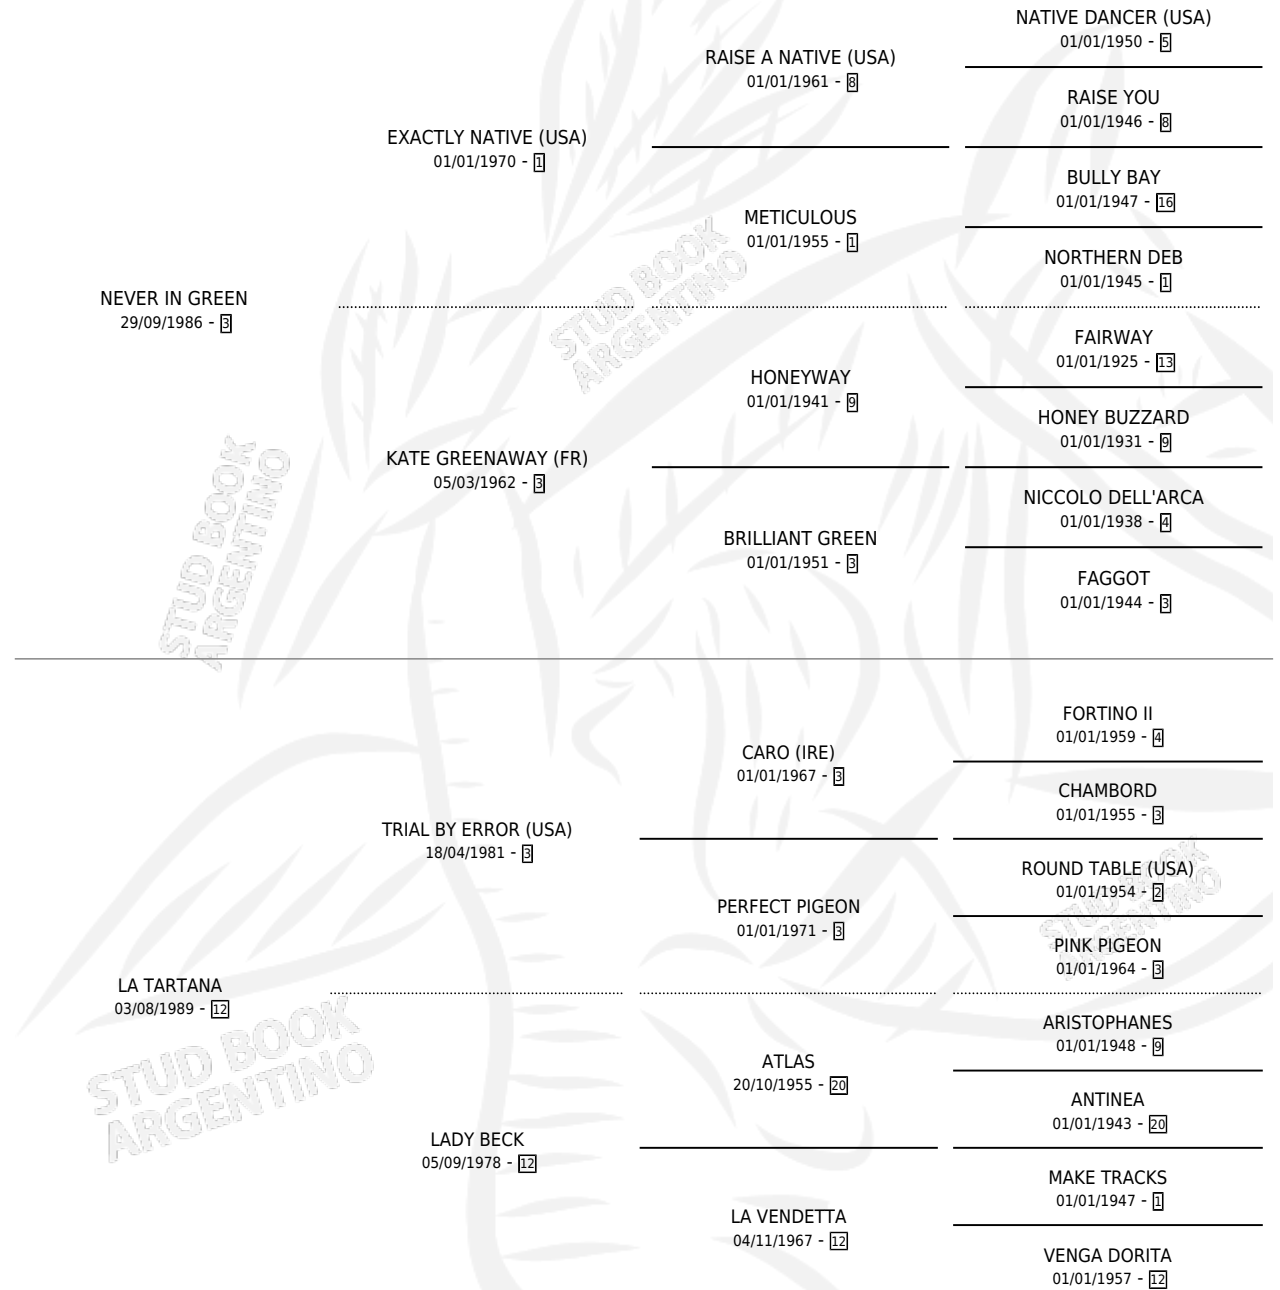 NATIVE DANCER (USA)
01/01/1950 - 5
RAISE A NATIVE (USA)
01/01/1961 - 8
RAISE YOU
01/01/1946 - 8
EXACTLY NATIVE (USA)
01/01/1970 - 1
BULLY BAY
01/01/1947 - 16
METICULOUS
01/01/1955 - 1
NORTHERN DEB
01/01/1945 - 1
NEVER IN GREEN
29/09/1986 - 3
FAIRWAY
01/01/1925 - 13
HONEYWAY
01/01/1941 - 9
HONEY BUZZARD
01/01/1931 - 9
KATE GREENAWAY (FR)
05/03/1962 - 3
NICCOLO DELL'ARCA
01/01/1938 - 4
BRILLIANT GREEN
01/01/1951 - 3
FAGGOT
01/01/1944 - 3
STUD BOOK
ARGENTINO
STUD BOOK
ARGENTINO
FORTINO II
01/01/1959 - 4
CARO (IRE)
01/01/1967 - 3
CHAMBORD
01/01/1955 - 3
TRIAL BY ERROR (USA)
18/04/1981 - 3
ROUND TABLE (USA)
01/01/1954 - 2
PERFECT PIGEON
01/01/1971 - 3
PINK PIGEON
01/01/1964 - 3
STUD BOOK
ARGENTINO
LA TARTANA
03/08/1989 - 12
ARISTOPHANES
01/01/1948 - 9
ATLAS
20/10/1955 - 20
ANTINEA
01/01/1943 - 20
LADY BECK
05/09/1978 - 12
MAKE TRACKS
01/01/1947 - 1
LA VENDETTA
04/11/1967 - 12
VENGA DORITA
01/01/1957 - 12
STUD BOOK
ARGENTINO